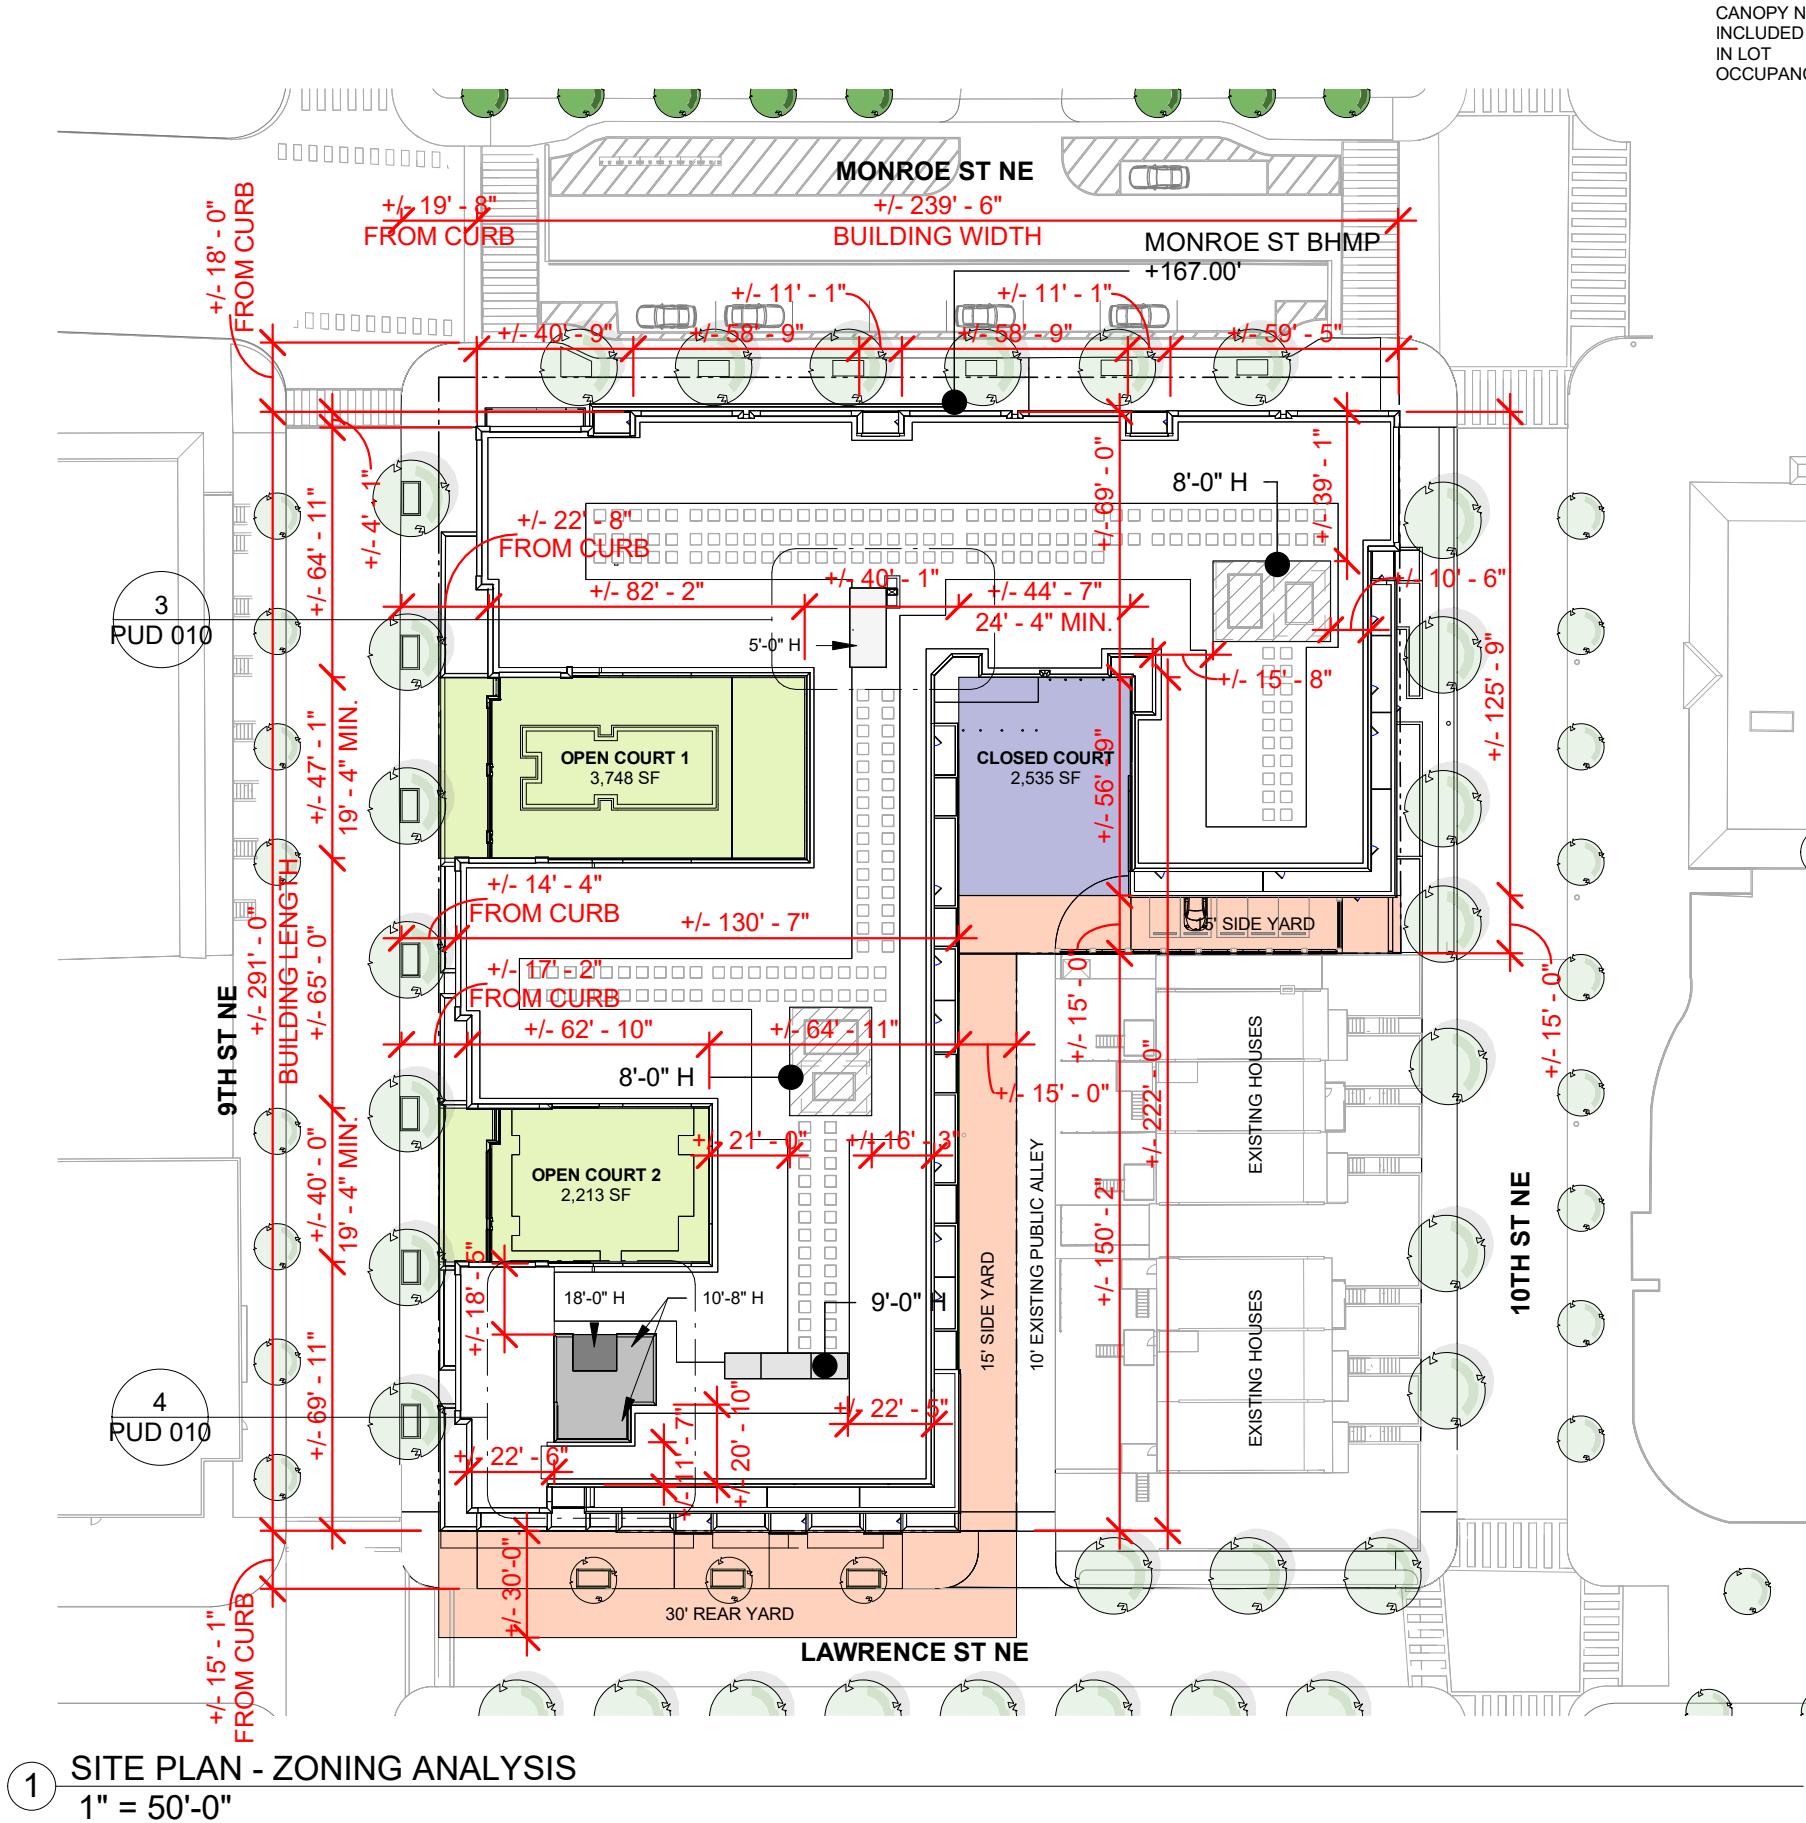 CANOPY N
INCLUDED
IN LOT
OCCUPANC
MONROE ST NE
+/- 18' - 0"
FROM CURB
+/- 19' - 8"
FROM CURB
+/- 239' - 6"
BUILDING WIDTH
MONROE ST BHMP
+167.00'
+/- 11' - 1"
+/- 11' - 1"
+/- 40' - 9"
+/- 58' - 9"
+/- 58' - 9"
+/- 59' - 5"
+/- 4' - 1"
+/- 64' - 11"
+/- 22' - 8"
FROM CURB
+/- 69' - 0"
8'-0" H
+/- 39' - 1"
3
PUD 010
+/- 82' - 2"
+/- 40' - 1"
+/- 44' - 7"
24' - 4" MIN.
+/- 10' - 6"
5'-0" H
+/- 15' - 8"
+/- 125' - 9"
+/- 47' - 1"
19' - 4" MIN.
OPEN COURT 1
3,748 SF
CLOSED COURT
2,535 SF
+/- 56' - 9"
+/- 14' - 4"
FROM CURB
+/- 130' - 7"
5' SIDE YARD
+/- 291' - 0"
BUILDING LENGTH
+/- 65' - 0"
+/- 17' - 2"
FROM CURB
+/- 62' - 10"
+/- 64' - 11"
+/- 15' - 0"
+/- 15' - 0"
+/- 15' - 0"
9TH ST NE
8'-0" H
+/- 222' - 0"
EXISTING HOUSES
+/- 40' - 0"
19' - 4" MIN.
+/- 21' - 0"
+/- 16' - 3"
OPEN COURT 2
2,213 SF
+/- 150' - 2"
10TH ST NE
15' SIDE YARD
10' EXISTING PUBLIC ALLEY
+/- 18' - 5"
18'-0" H
10'-8" H
9'-0" H
EXISTING HOUSES
4
PUD 010
+/- 69' - 11"
+/- 22' - 6"
+/- 11' - 7"
+/- 20' - 10"
+/- 22' - 5"
+/- 30'-0"
30' REAR YARD
+/- 15' - 1"
FROM CURB
LAWRENCE ST NE
1
SITE PLAN - ZONING ANALYSIS
1" = 50'-0"